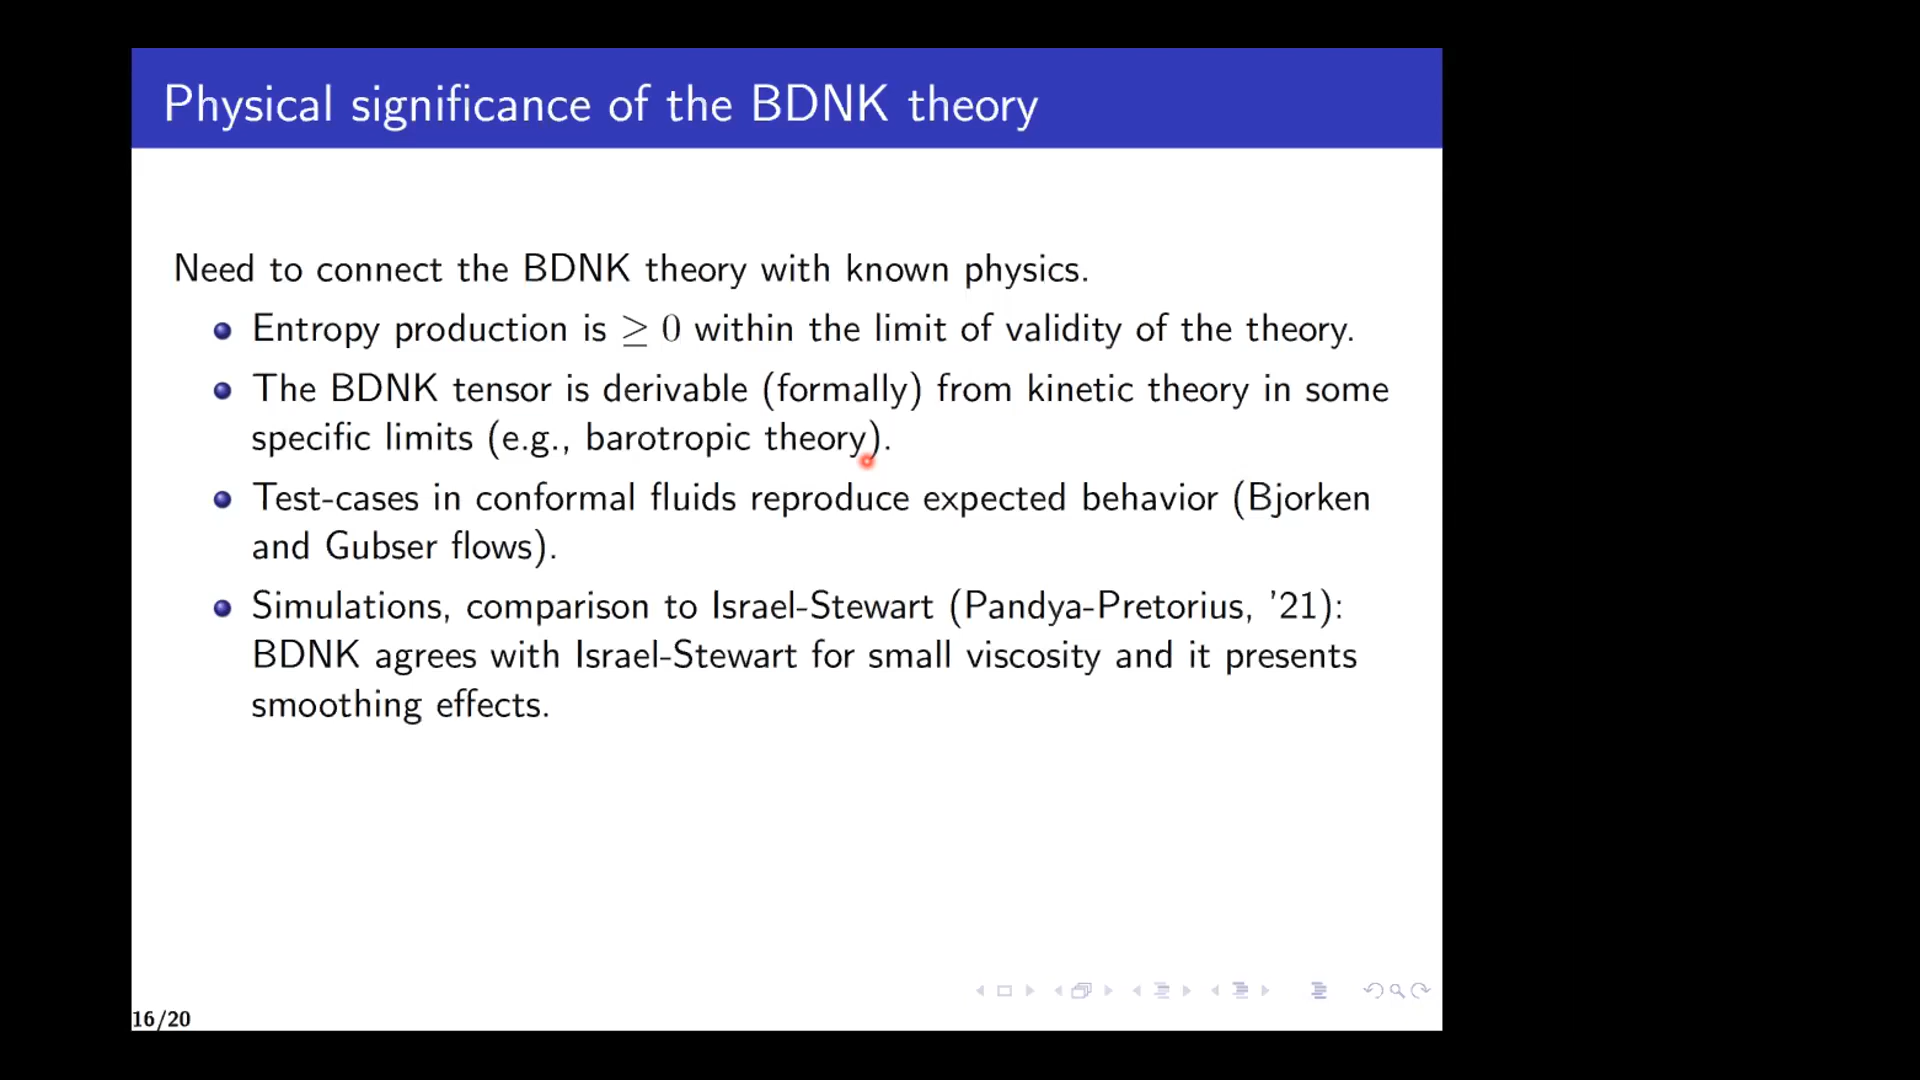 Physical significance of the BDNK theory
Need to connect the BDNK theory with known physics.
Entropy production is ≥ 0 within the limit of validity of the theory.
The BDNK tensor is derivable (formally) from kinetic theory in some
specific limits (e.g., barotropic theory).
Test-cases in conformal fluids reproduce expected behavior (Bjorken
and Gubser flows).
Simulations, comparison to Israel-Stewart (Pandya-Pretorius, '21):
BDNK agrees with Israel-Stewart for small viscosity and it presents
smoothing effects.
16/20